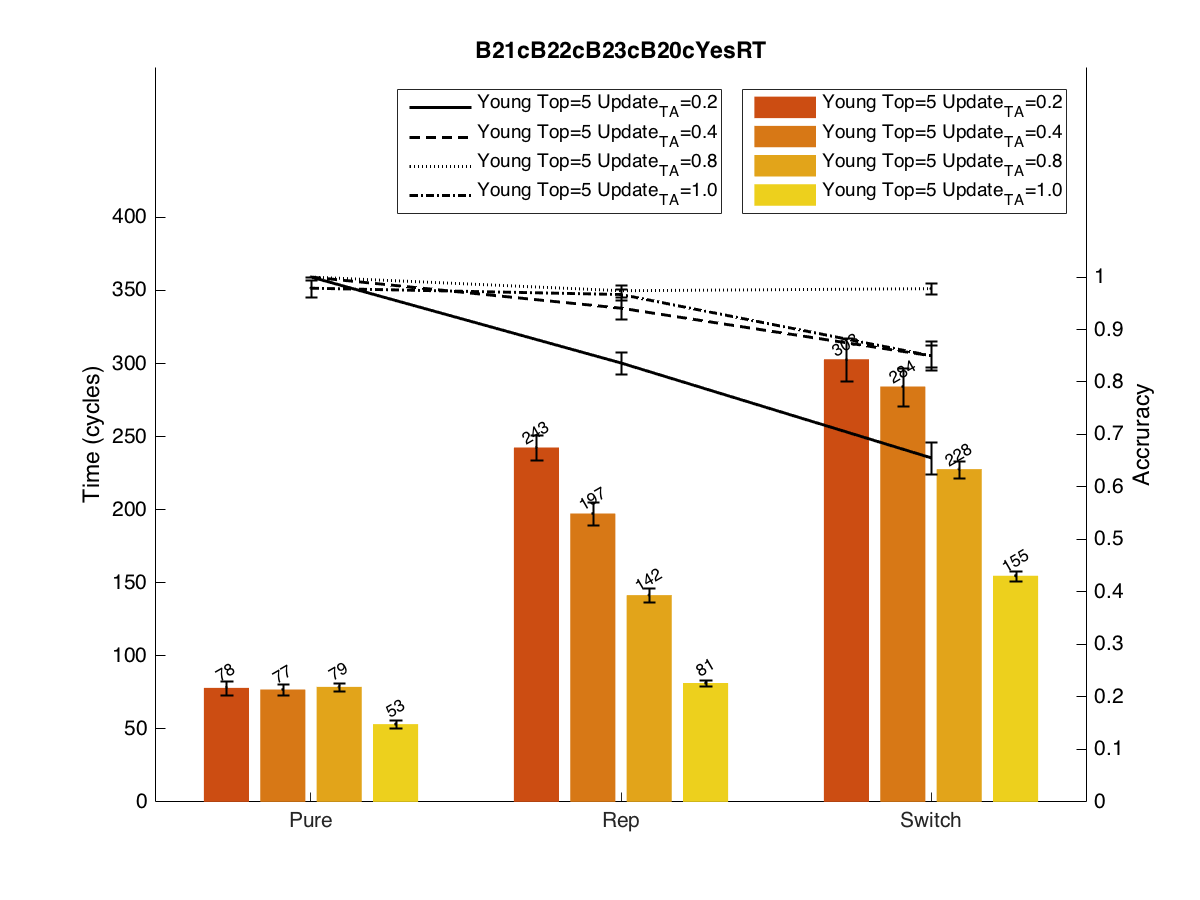 B21cB22cB23cB20cYesRT
Young Top=5 Update_TA=0.2
Young Top=5 Update_TA=0.4
Young Top=5 Update_TA=0.8
Young Top=5 Update_TA=1.0
Young Top=5 Update_TA=0.2
Young Top=5 Update_TA=0.4
Young Top=5 Update_TA=0.8
Young Top=5 Update_TA=1.0
Time (cycles)
400
350
300
250
200
150
100
50
0
78
77
79
53
243
197
142
81
284
228
155
Pure
Rep
Switch
1
0.9
0.8
0.7
0.6
0.5
0.4
0.3
0.2
0.1
0
Accruracy